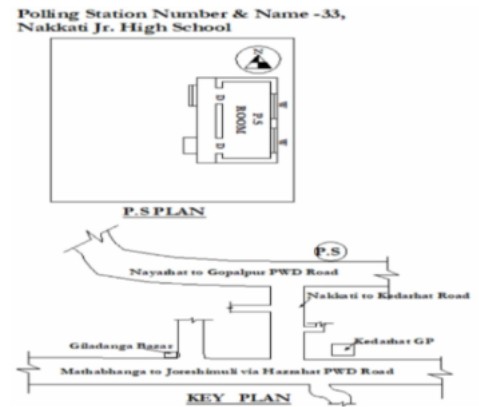 Polling Station Number & Name -33,
Nakkati Jr. High School
N
D
P.S
ROOM
D
P.S PLAN
P.S
Nayarhat to Gopalpur PWD Road
Nakkati to Kedarhat Road
Giladanga Bazar
Kedarhat GP
Mathabhanga to Joreshimuli via Hazrahat PWD Road
KEY PLAN